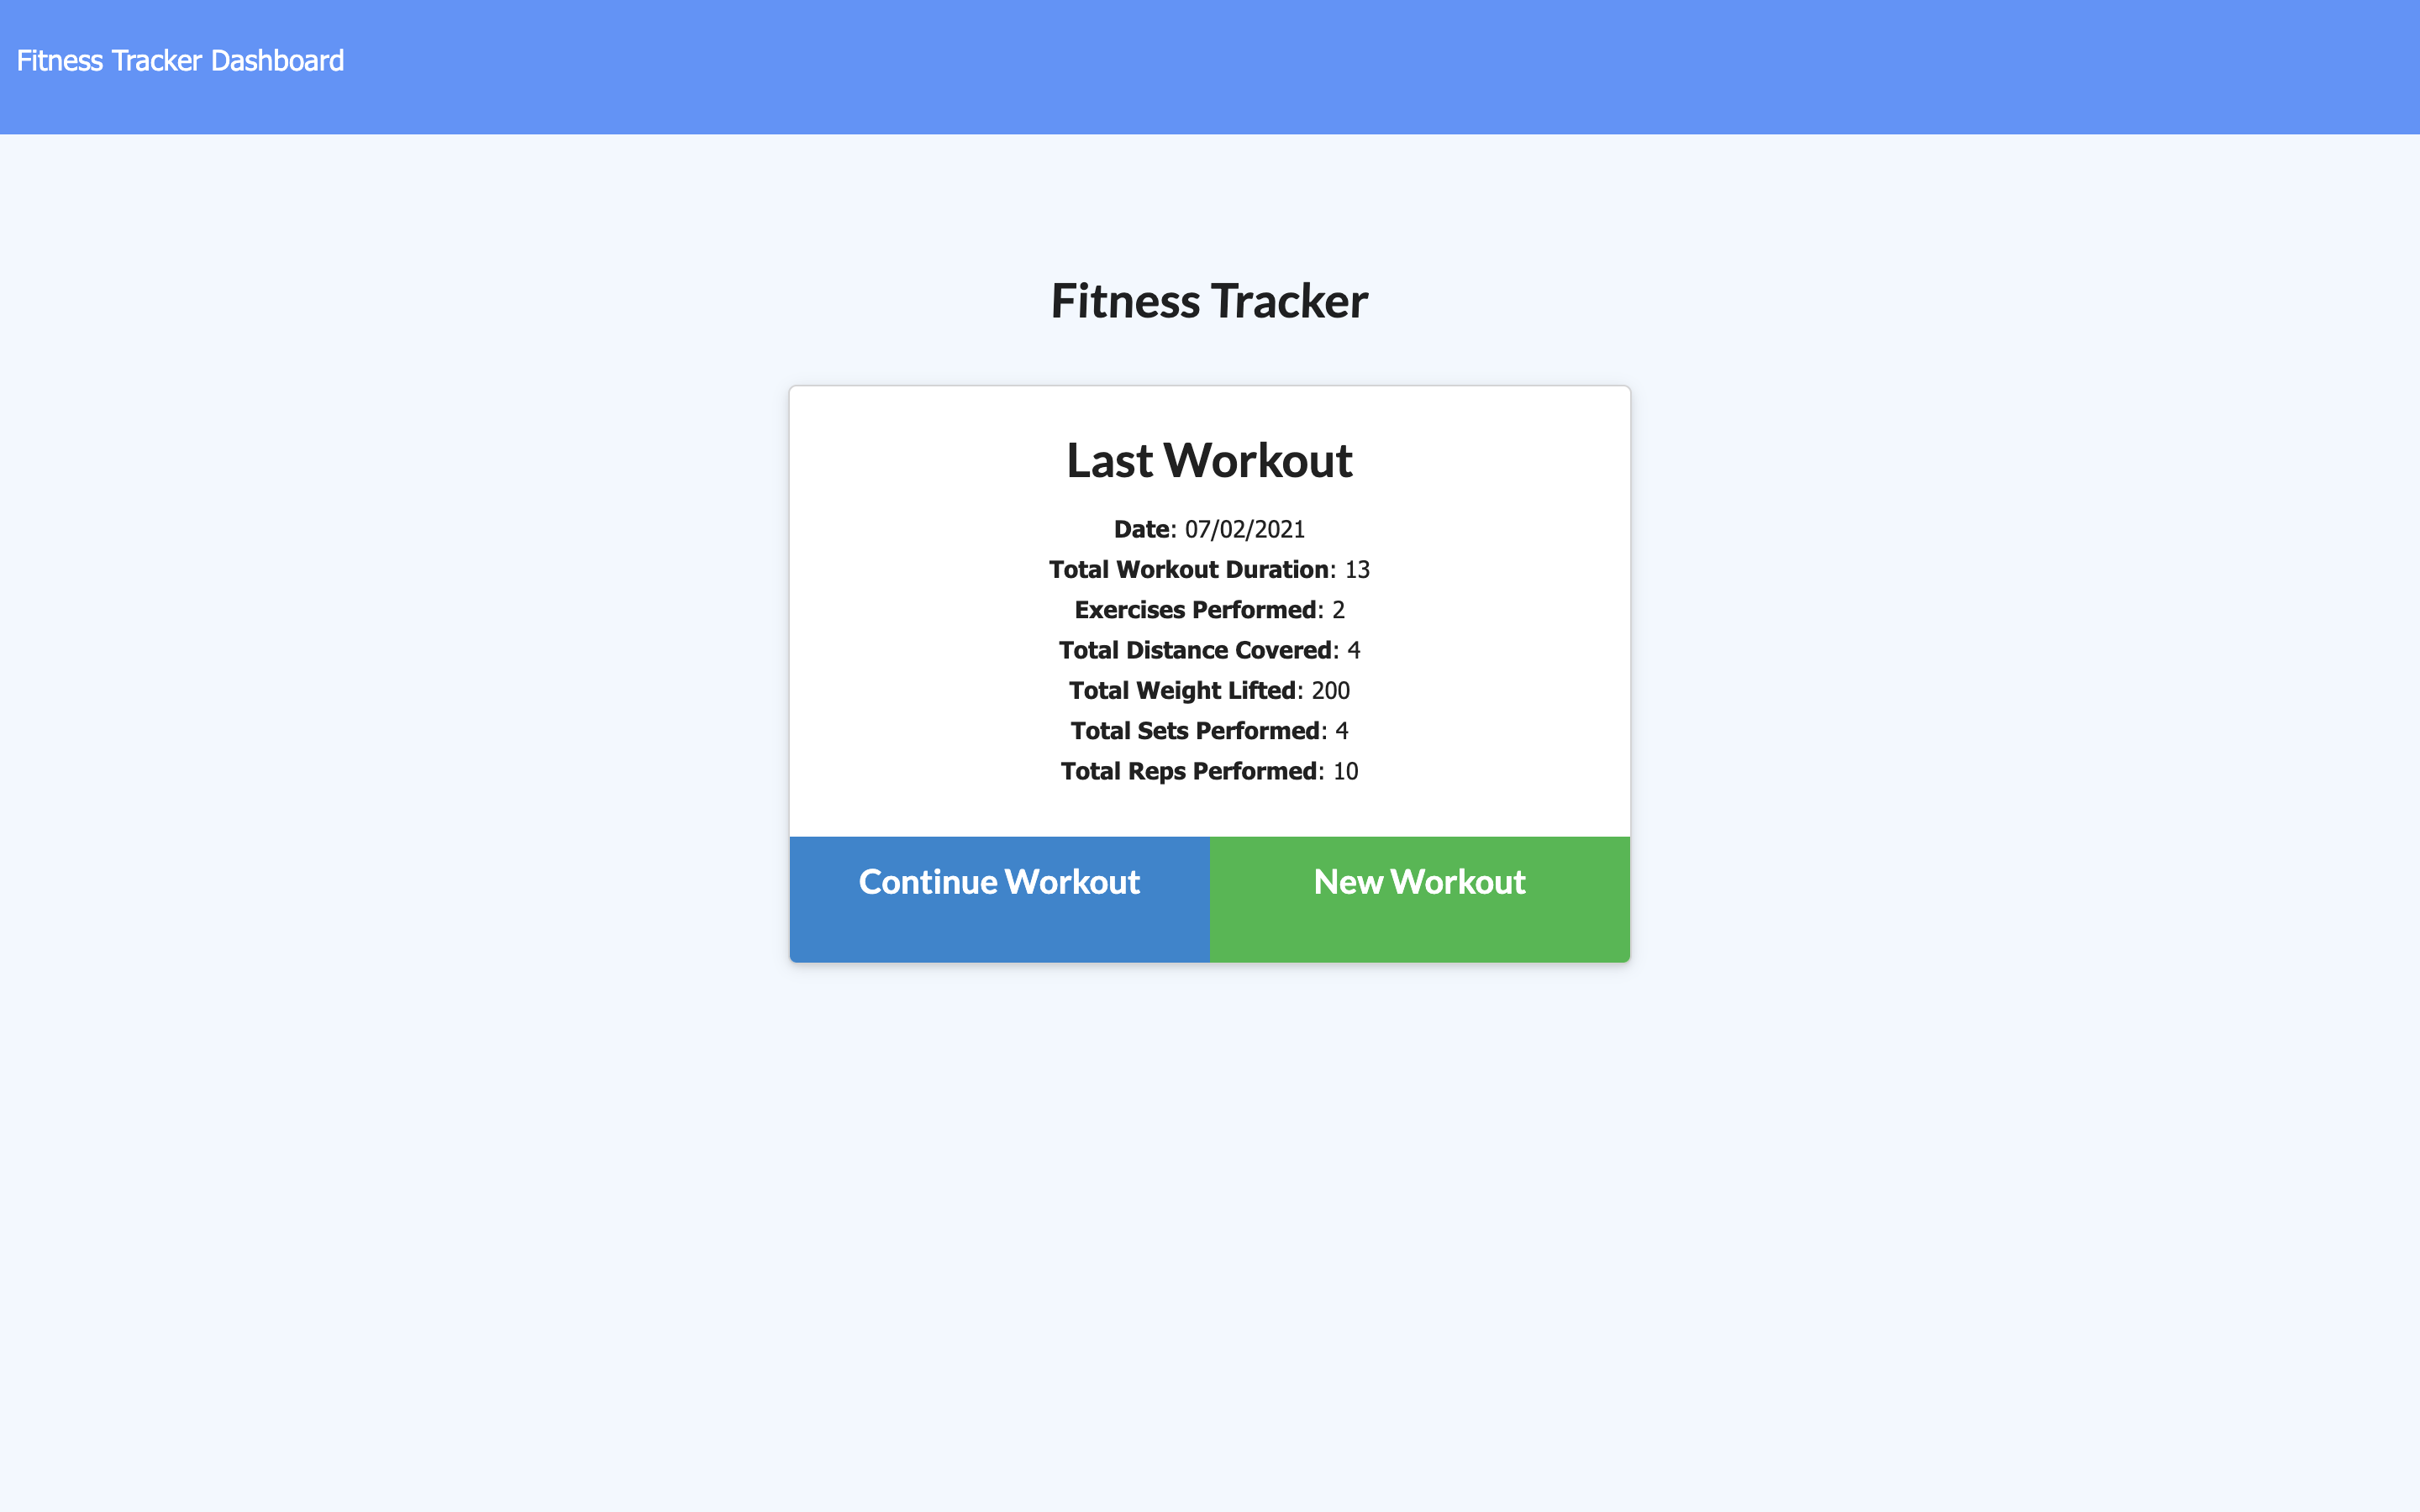 Fitness Tracker Dashboard
Fitness Tracker
Last Workout
Date: 07/02/2021
Total Workout Duration: 13
Exercises Performed: 2
Total Distance Covered: 4
Total Weight Lifted: 200
Total Sets Performed: 4
Total Reps Performed: 10
Continue Workout
New Workout